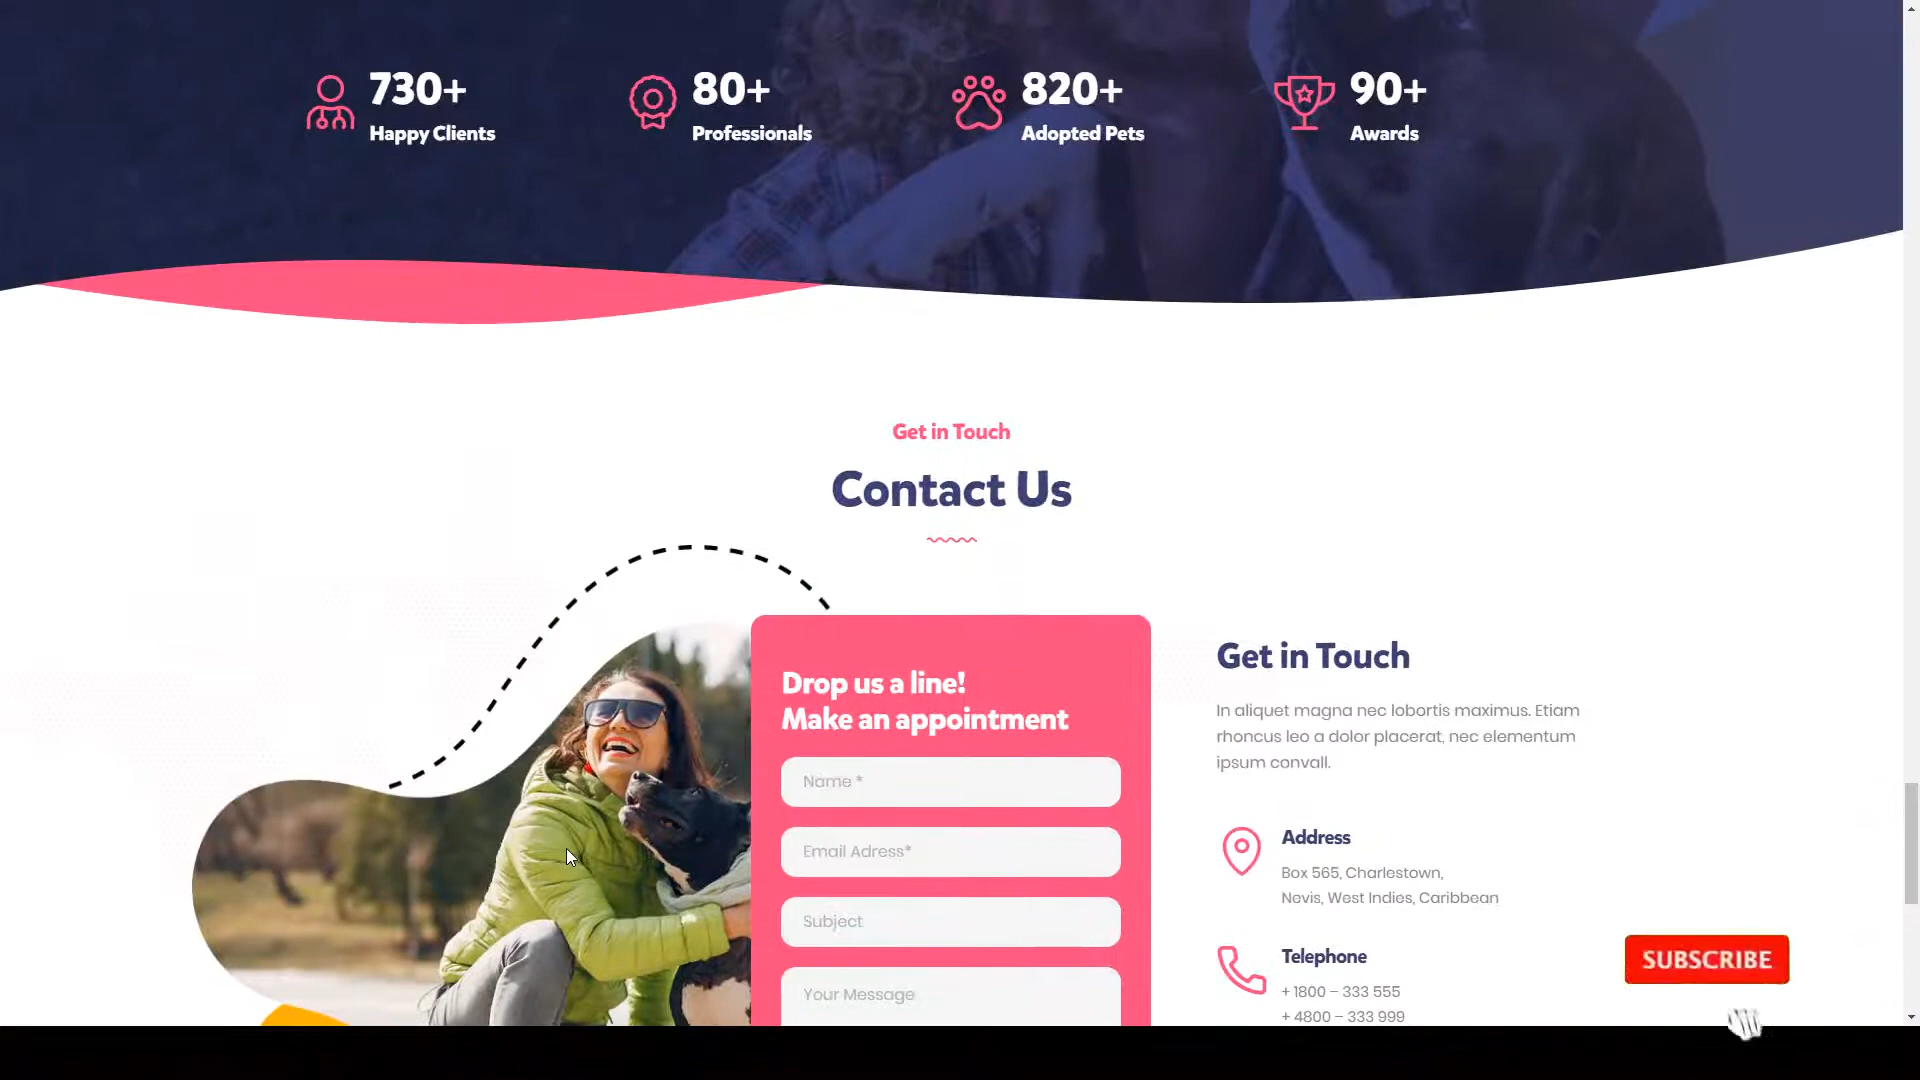 730+
Happy Clients
80+
Professionals
820+
Adopted Pets
90+
Awards
Get in Touch
Contact Us
Drop us a line!
Make an appointment
Name *
Email Adress*
Subject
Your Message
Get in Touch
In aliquet magna nec lobortis maximus. Etiam
rhoncus leo a dolor placerat, nec elementum
ipsum convall.
Address
Box 565, Charlestown,
Nevis, West Indies, Caribbean
Telephone
+ 1800 – 333 555
+ 4800 – 333 999
SUBSCRIBE